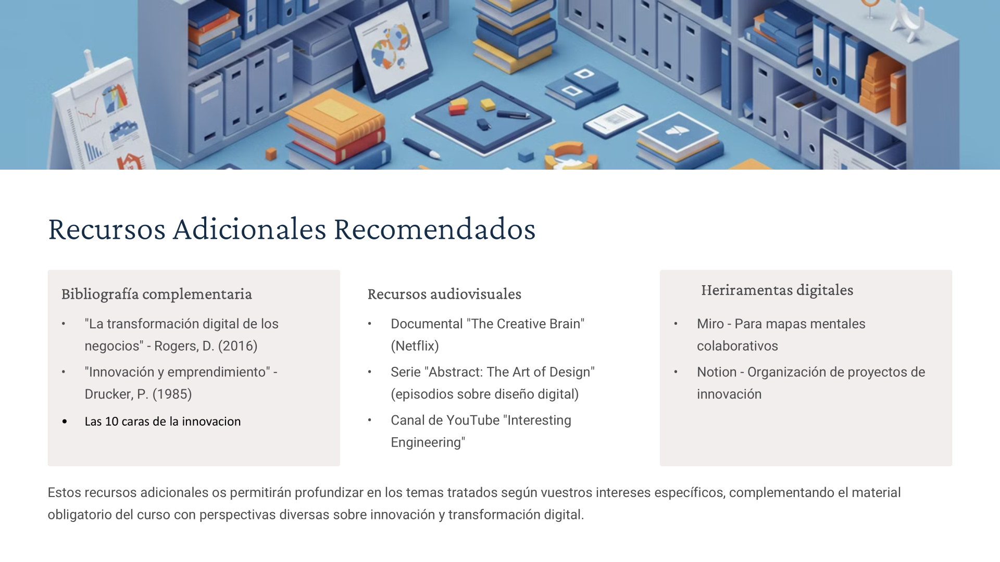 Recursos Adicionales Recomendados
Bibliografía complementaria
• "La transformación digital de los
negocios" - Rogers, D. (2016)
• "Innovación y emprendimiento" -
Drucker, P. (1985)
• Las 10 caras de la innovacion
Recursos audiovisuales
• Documental "The Creative Brain"
(Netflix)
• Serie "Abstract: The Art of Design"
(episodios sobre diseño digital)
• Canal de YouTube "Interesting
Engineering"
Heriramentas digitales
• Miro - Para mapas mentales
colaborativos
• Notion - Organización de proyectos de
innovación
Estos recursos adicionales os permitirán profundizar en los temas tratados según vuestros intereses específicos, complementando el material
obligatorio del curso con perspectivas diversas sobre innovación y transformación digital.